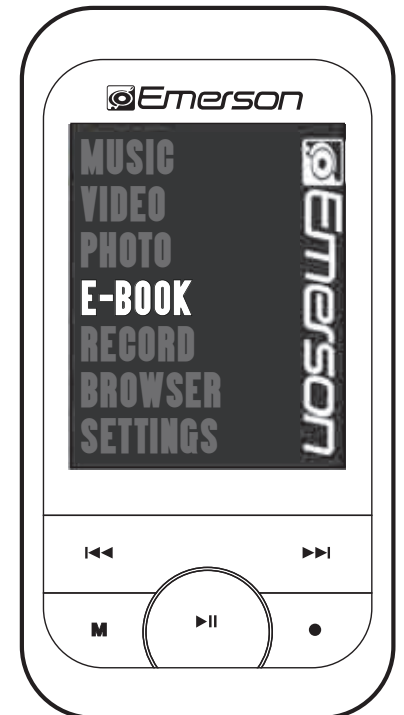 Emerson
MUSIC
VIDEO
PHOTO
E-BOOK
RECORD
BROWSER
SETTINGS
Emerson
M